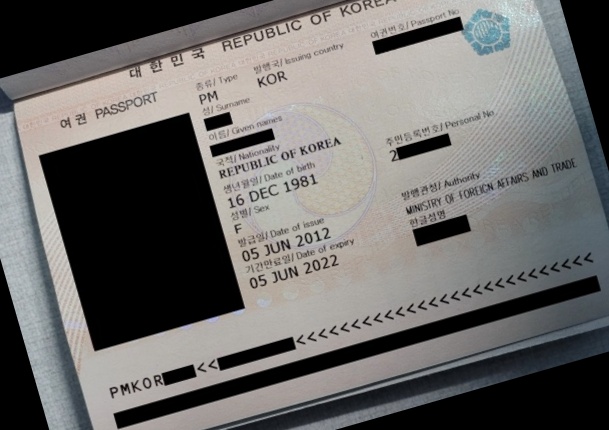 대한민국 REPUBLIC OF KOREA
여권 PASSPORT
종류/ Type
발행국/ Issuing country
여권번호/ Passport No
PM
KOR
성/ Surname
이름/ Given names
국적/ Nationality
REPUBLIC OF KOREA
주민등록번호/ Personal No
2
생년월일/ Date of birth
16 DEC 1981
성별/ Sex
F
발행관청/ Authority
MINISTRY OF FOREIGN AFFAIRS AND TRADE
한글성명
발급일/ Date of issue
05 JUN 2012
기간만료일/ Date of expiry
05 JUN 2022
PMKOR <<  <<<<<<<<<<<<<<<<<<<<<<<<<<<<